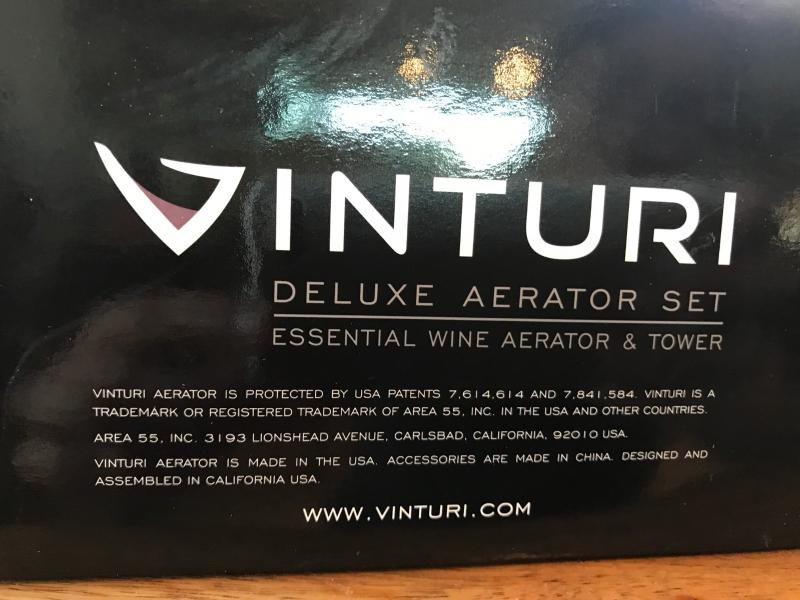 VINTURI
DELUXE AERATOR SET
ESSENTIAL WINE AERATOR & TOWER
VINTURI AERATOR IS PROTECTED BY USA PATENTS 7,614,614 AND 7,841,584. VINTURI IS A
TRADEMARK OR REGISTERED TRADEMARK OF AREA 55, INC. IN THE USA AND OTHER COUNTRIES.
AREA 55, INC. 3193 LIONSHEAD AVENUE, CARLSBAD, CALIFORNIA, 92010 USA.
VINTURI AERATOR IS MADE IN THE USA. ACCESSORIES ARE MADE IN CHINA. DESIGNED AND
ASSEMBLED IN CALIFORNIA USA.
WWW.VINTURI.COM